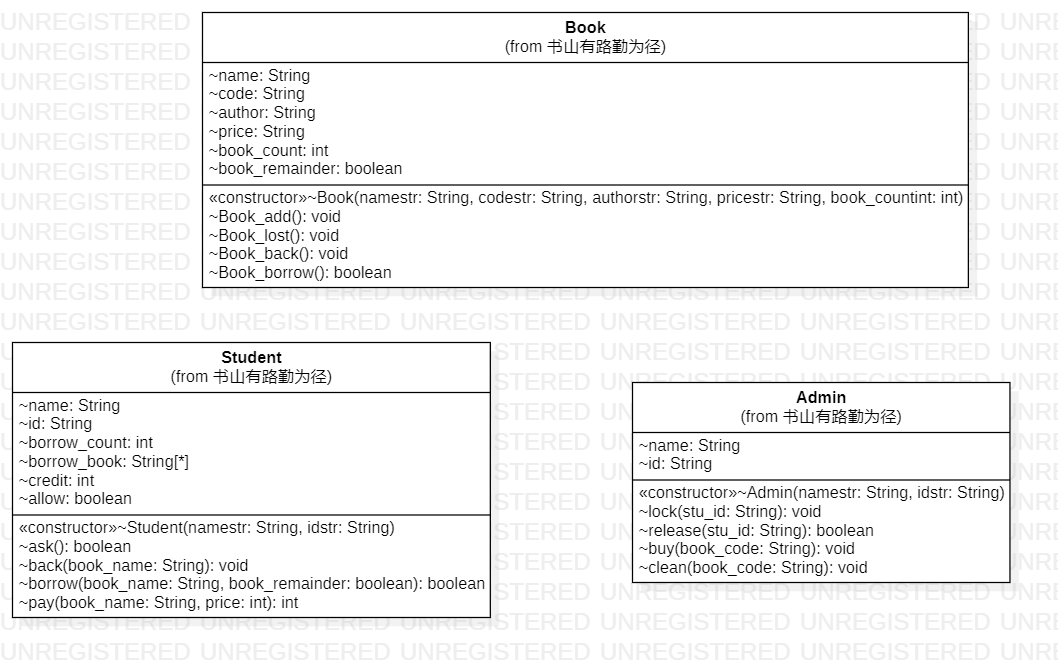 Book
(from 书山有路勤为径)
~name: String
~code: String
~author: String
~price: String
~book_count: int
~book_remainder: boolean
«constructor»~Book(namestr: String, codestr: String, authorstr: String, pricestr: String, book_countint: int)
~Book_add(): void
~Book_lost(): void
~Book_back(): void
~Book_borrow(): boolean
Student
(from 书山有路勤为径)
~name: String
~id: String
~borrow_count: int
~borrow_book: String[*]
~credit: int
~allow: boolean
«constructor»~Student(namestr: String, idstr: String)
~ask(): boolean
~back(book_name: String): void
~borrow(book_name: String, book_remainder: boolean): boolean
~pay(book_name: String, price: int): int
Admin
(from 书山有路勤为径)
~name: String
~id: String
«constructor»~Admin(namestr: String, idstr: String)
~lock(stu_id: String): void
~release(stu_id: String): boolean
~buy(book_code: String): void
~clean(book_code: String): void
UNREGISTERED UNREGISTERED UNREGISTERED UNREGISTERED UNREGISTERED UNR